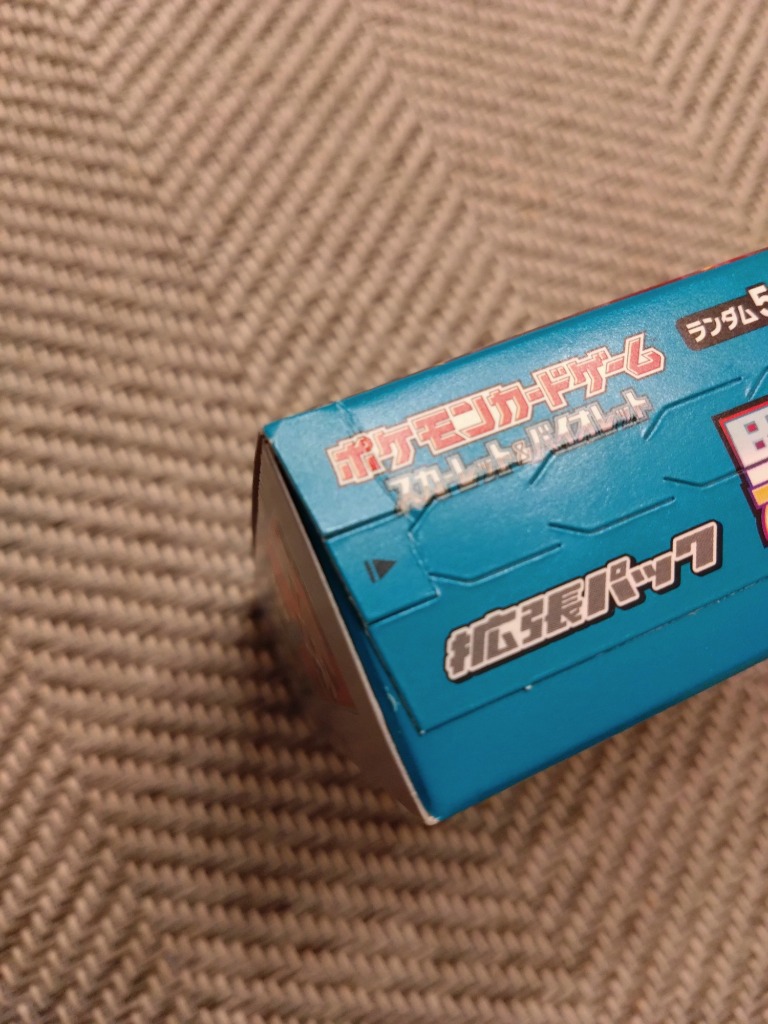 ポケモンカードゲーム
スカーレット&バイオレット
ランダム5
拡張パック